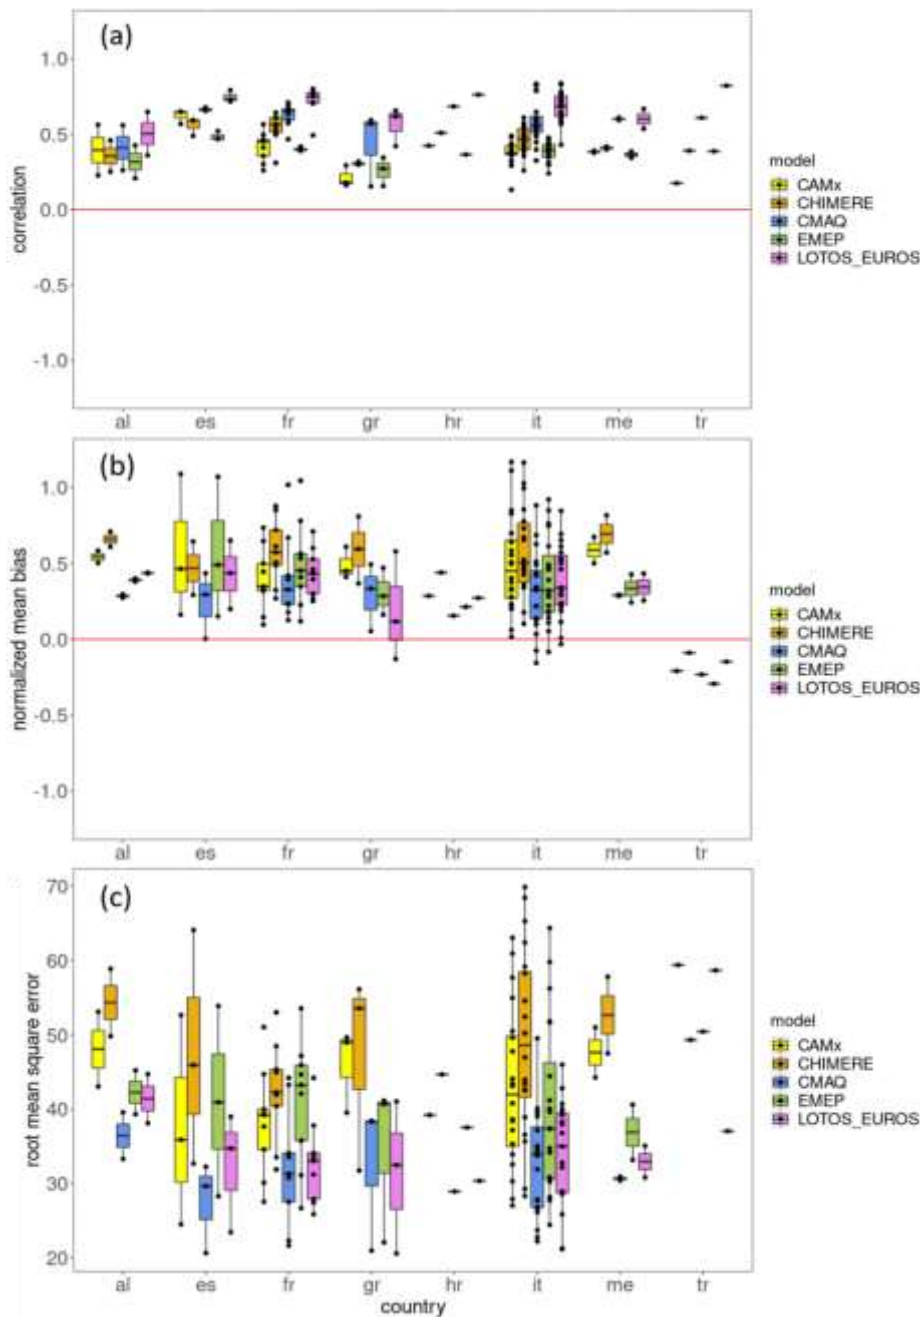 (a)
correlation
1.0
0.5
0.0
-0.5
-1.0
al es fr gr hr it me tr
model
CAMx
CHIMERE
CMAQ
EMEP
LOTOS_EUROS
(b)
normalized mean bias
1.0
0.5
0.0
-0.5
-1.0
al es fr gr hr it me tr
model
CAMx
CHIMERE
CMAQ
EMEP
LOTOS_EUROS
(c)
root mean square error
70
60
50
40
30
20
al es fr gr hr it me tr
country
model
CAMx
CHIMERE
CMAQ
EMEP
LOTOS_EUROS